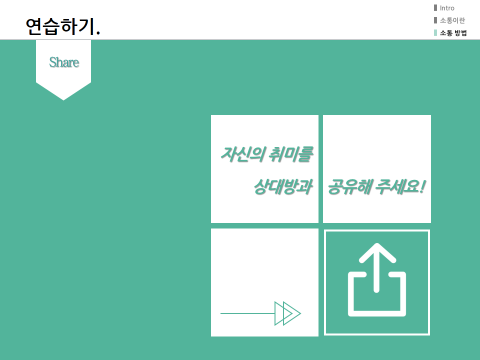 연습하기.
Intro
소통이란
소통 방법
Share
자신의 취미를
상대방과 공유해 주세요!